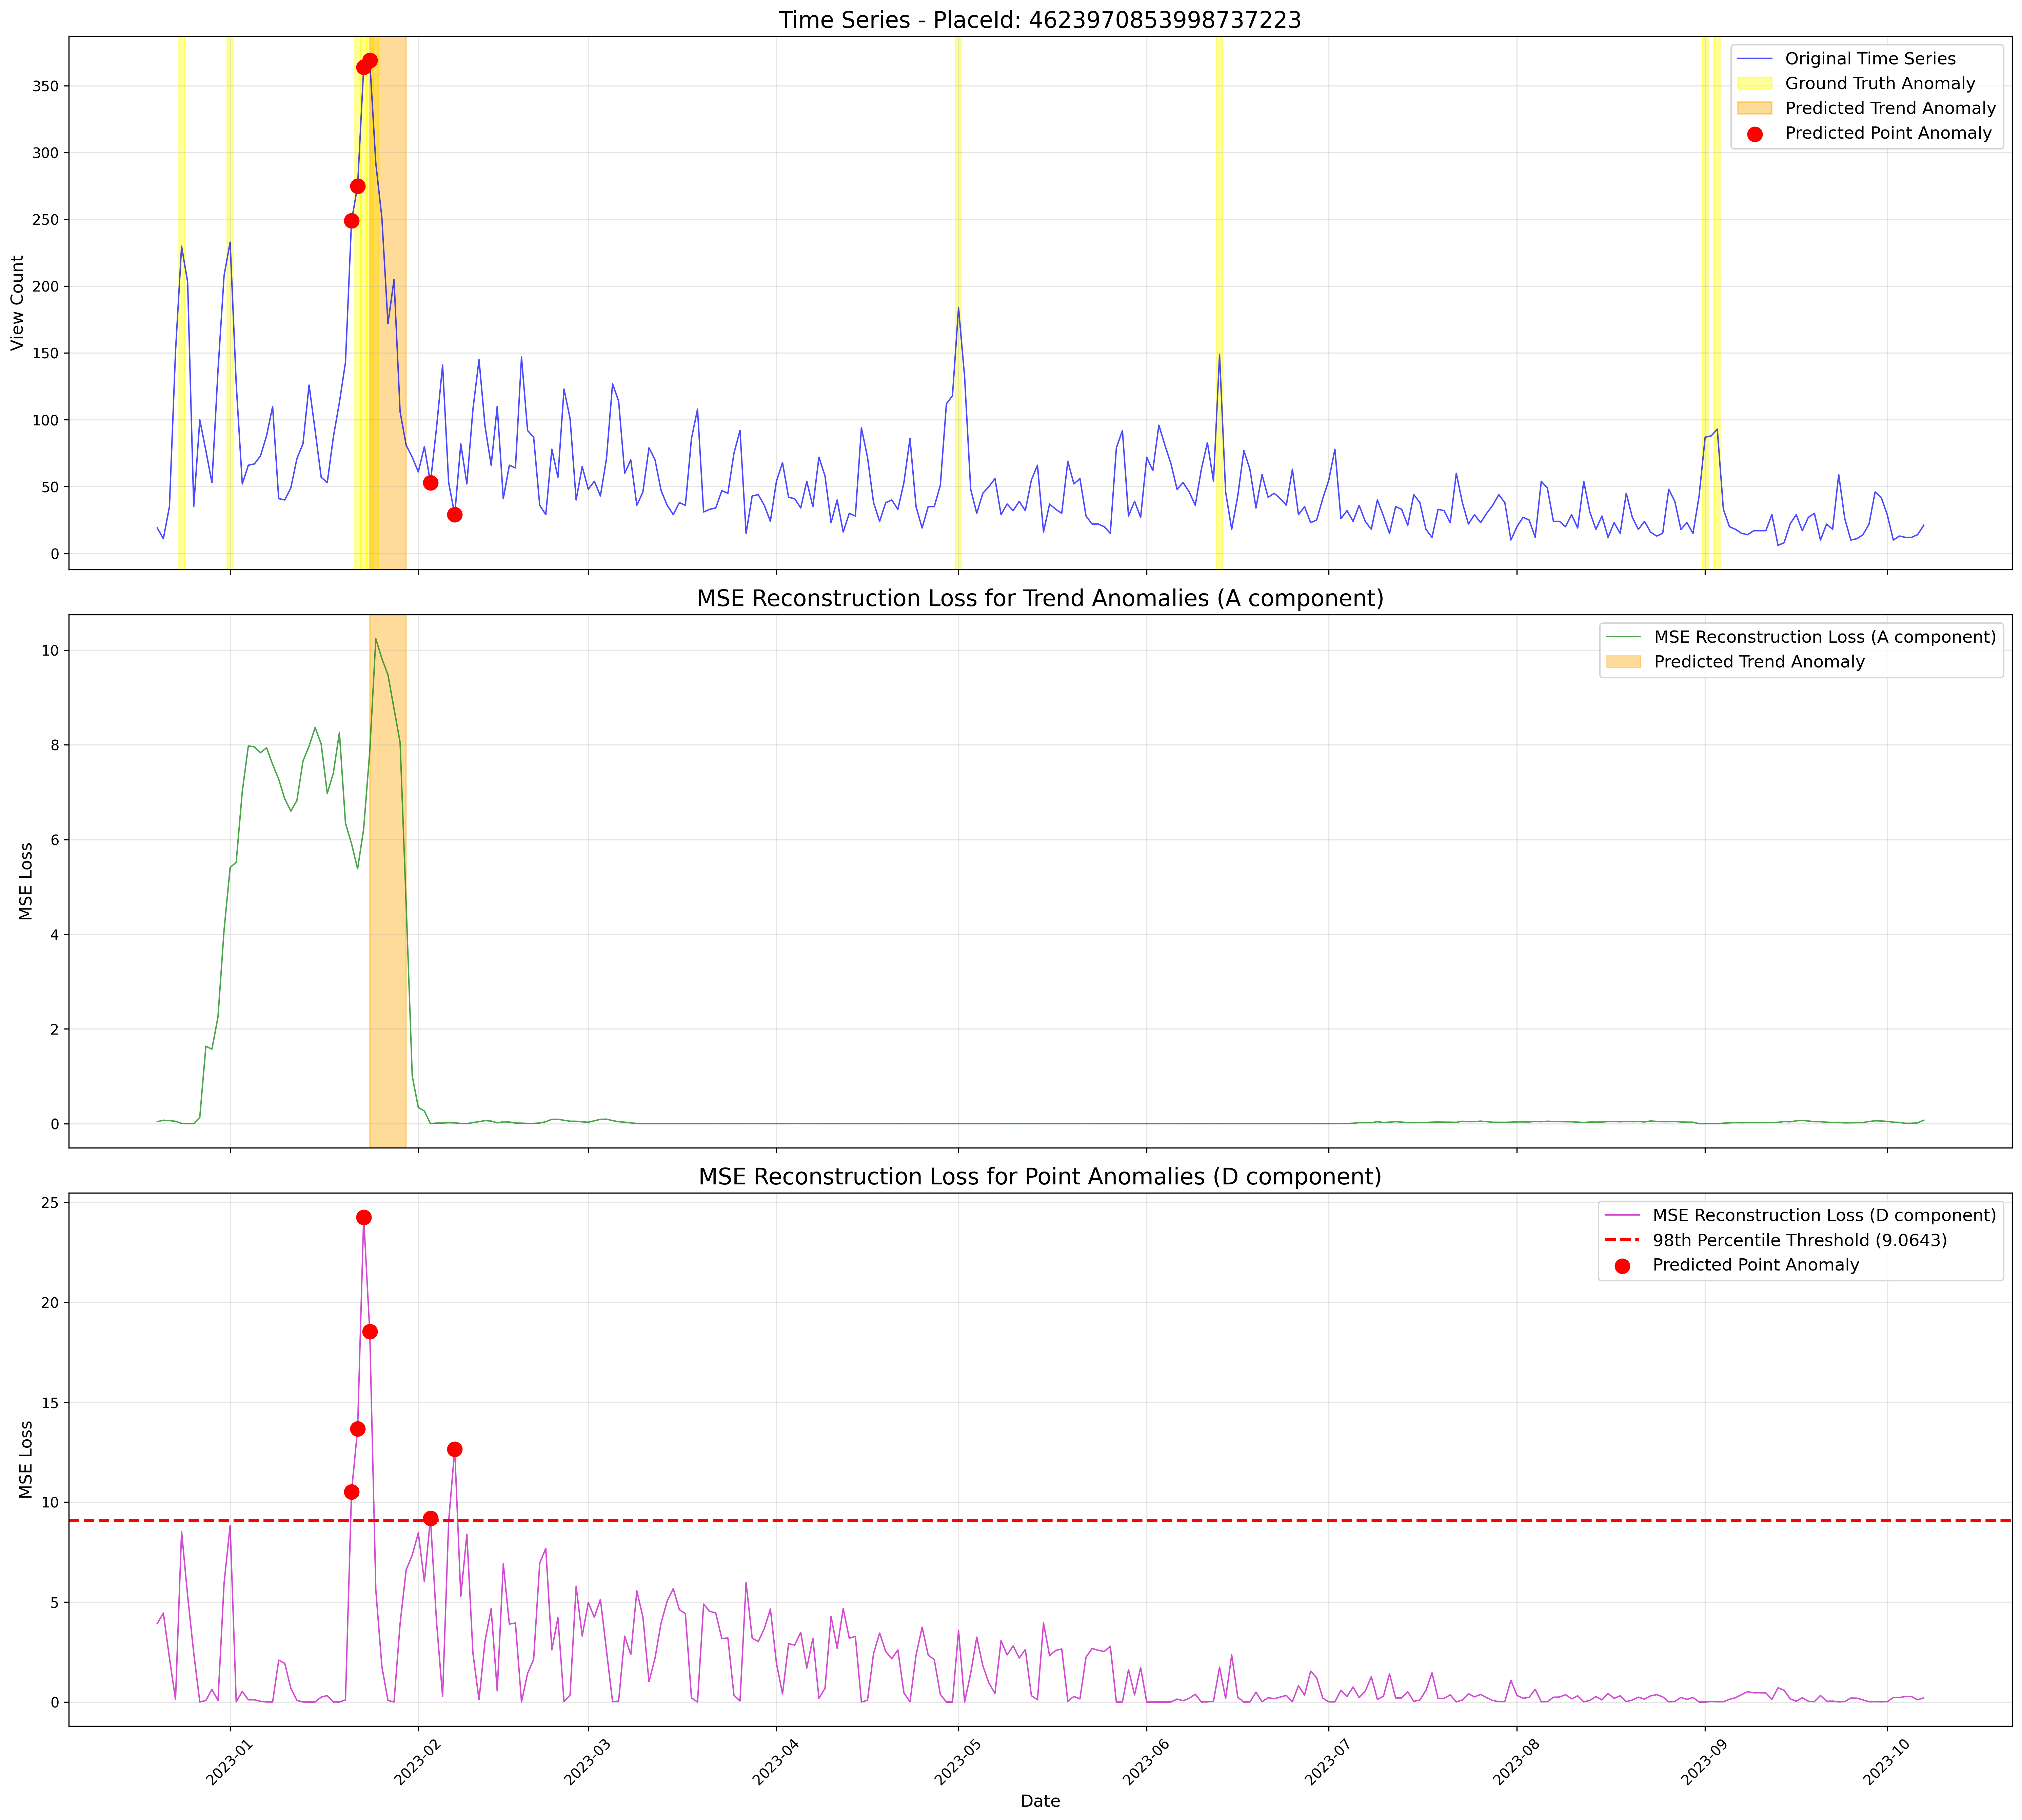 Time Series - PlaceId: 4623970853998737223
Original Time Series
Ground Truth Anomaly
Predicted Trend Anomaly
Predicted Point Anomaly
View Count
350
300
250
200
150
100
50
0
MSE Reconstruction Loss for Trend Anomalies (A component)
MSE Reconstruction Loss (A component)
Predicted Trend Anomaly
MSE Loss
10
8
6
4
2
0
MSE Reconstruction Loss for Point Anomalies (D component)
MSE Reconstruction Loss (D component)
98th Percentile Threshold (9.0643)
Predicted Point Anomaly
MSE Loss
25
20
15
10
5
0
2023-01
2023-02
2023-03
2023-04
2023-05
2023-06
2023-07
2023-08
2023-09
2023-10
Date